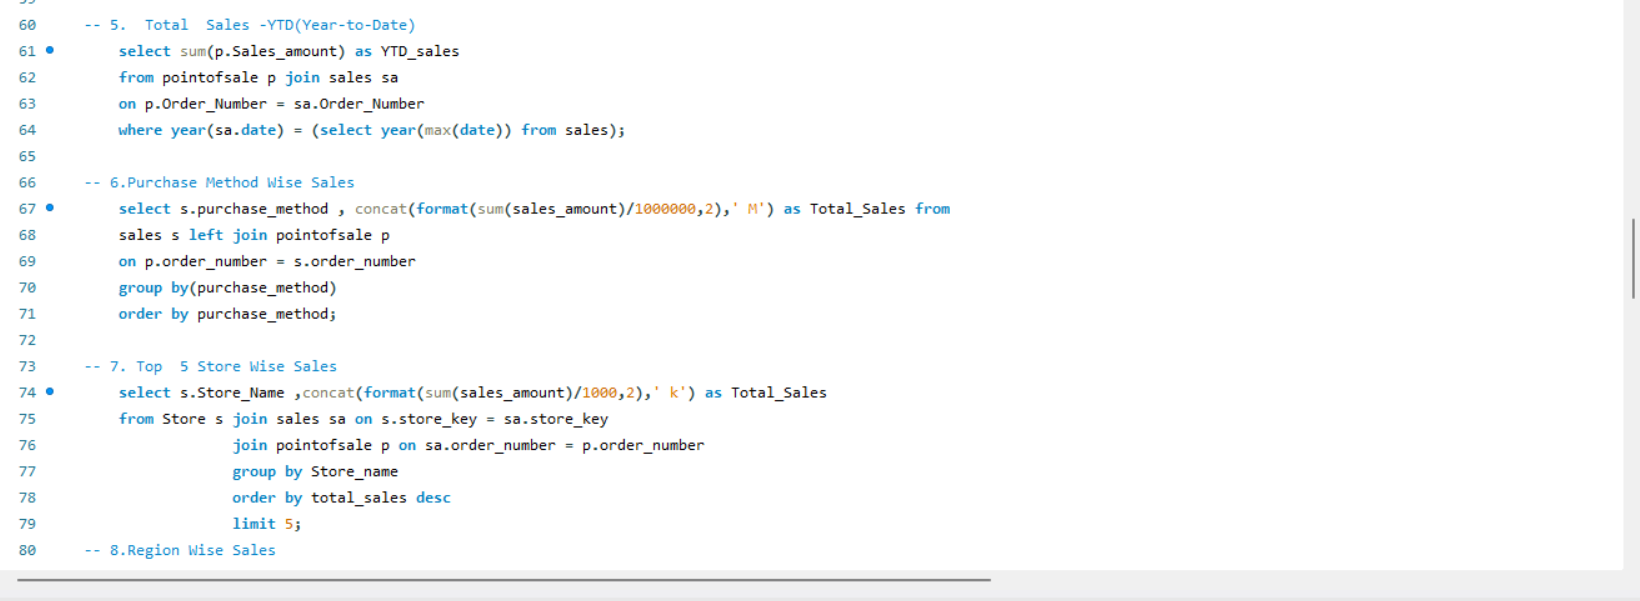 60 -- 5.  Total  Sales -YTD(Year-to-Date)
61 select sum(p.Sales_amount) as YTD_sales
62 from pointofsale p join sales sa
63 on p.Order_Number = sa.Order_Number
64 where year(sa.date) = (select year(max(date)) from sales);
65
66 -- 6.Purchase Method Wise Sales
67 select s.purchase_method , concat(format(sum(sales_amount)/1000000,2),' M') as Total_Sales from
68 sales s left join pointofsale p
69 on p.order_number = s.order_number
70 group by(purchase_method)
71 order by purchase_method;
72
73 -- 7. Top  5 Store Wise Sales
74 select s.Store_Name ,concat(format(sum(sales_amount)/1000,2),' k') as Total_Sales
75 from Store s join sales sa on s.store_key = sa.store_key
76 join pointofsale p on sa.order_number = p.order_number
77 group by Store_name
78 order by total_sales desc
79 limit 5;
80 -- 8.Region Wise Sales